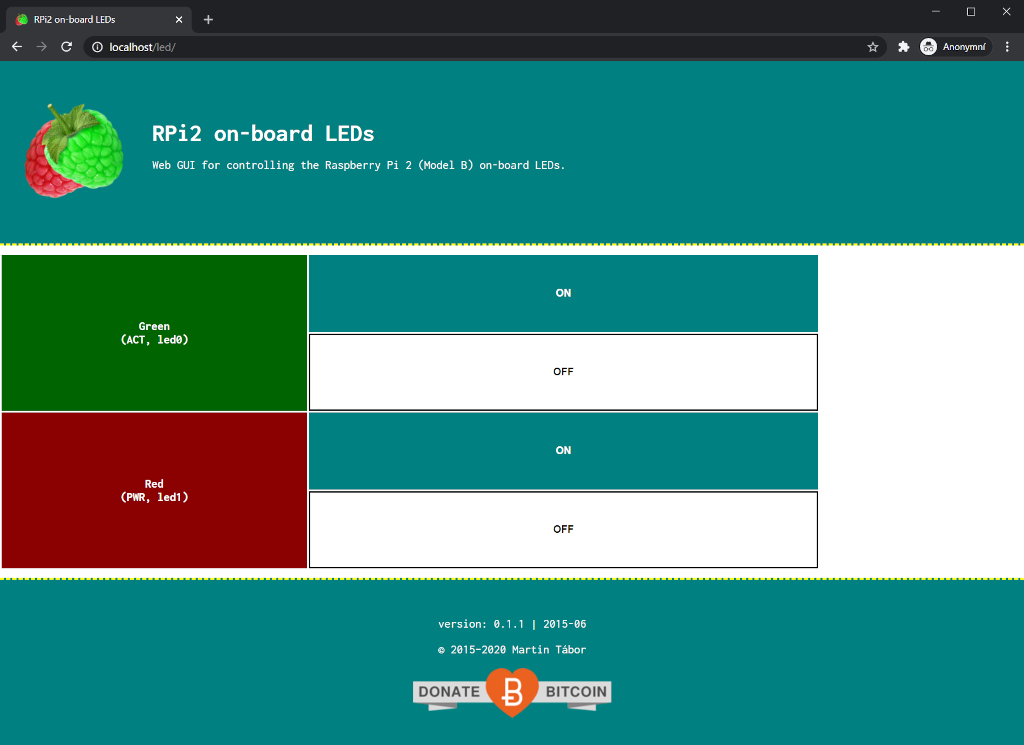 RPi2 on-board LEDs
localhost/led/
Anonymní
RPi2 on-board LEDs
Web GUI for controlling the Raspberry Pi 2 (Model B) on-board LEDs.
Green
(ACT, led0)
ON
OFF
Red
(PWR, led1)
ON
OFF
version: 0.1.1 | 2015-06
© 2015-2020 Martin Tábor
DONATE BITCOIN